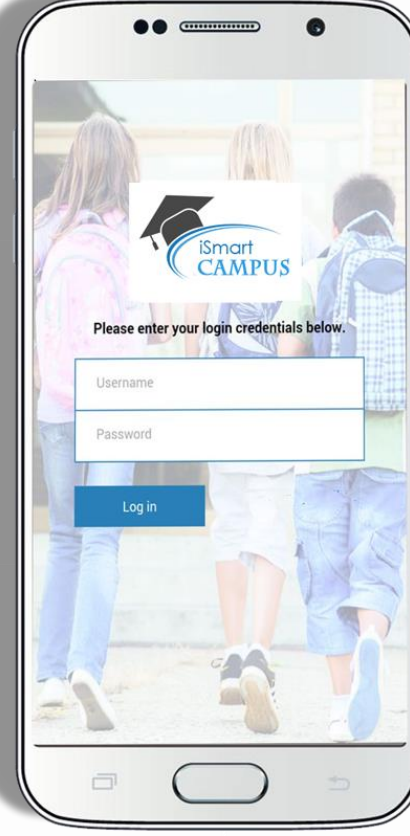 iSmart
CAMPUS
Please enter your login credentials below.
Username
Password
Log in